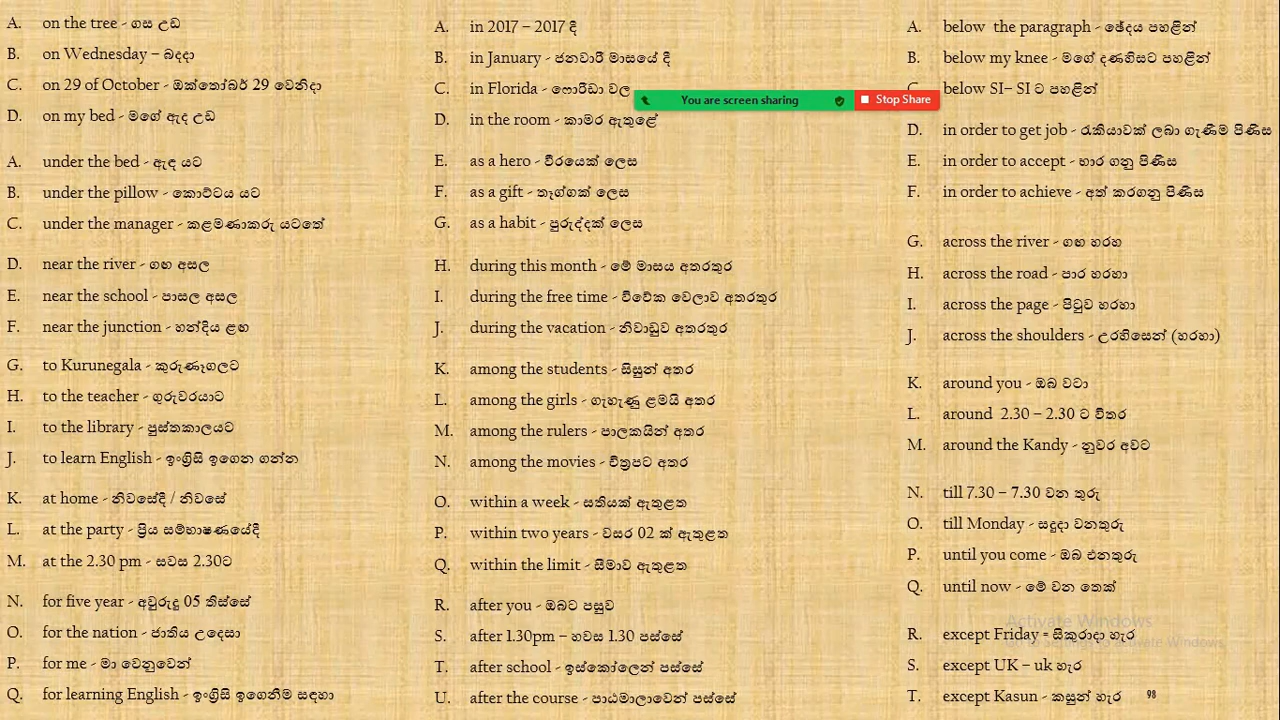 A. on the tree - ගස උඩ
B. on Wednesday – බදදා
C. on 29 of October - ඔක්තෝබර් 29 වෙනිදා
D. on my bed - මගේ ඇද උඩ
A. under the bed - ඇඳ යට
B. under the pillow - කොට්ටය යට
C. under the manager - කළමණාකරු යටතේ
D. near the river - ගඟ අසල
E. near the school - පාසල අසල
F. near the junction - හන්දිය ළඟ
G. to Kurunegala - කුරුණෑගලට
H. to the teacher - ගුරුවරයාට
I. to the library - පුස්තකාලයට
J. to learn English - ඉංග්‍රිසි ඉගෙන ගන්න
K. at home - නිවසේදී / නිවසේ
L. at the party - ප්‍රිය සම්භාෂණයේදී
M. at the 2.30 pm - සවස 2.30ට
N. for five year - අවුරුදු 05 තිස්සේ
O. for the nation - ජාතිය උදෙසා
P. for me - මා වෙනුවෙන්
Q. for learning English - ඉංග්‍රිසි ඉගෙනීම සඳහා
A. in 2017 – 2017 දී
B. in January - ජනවාරී මාසයේ දී
C. in Florida - ෆොරීඩා වල
D. in the room - කාමර ඇතුළේ
E. as a hero - වීරයෙක් ලෙස
F. as a gift - තෑග්ගක් ලෙස
G. as a habit - පුරුද්දක් ලෙස
H. during this month - මේ මාසය අතරතුර
I. during the free time - විවේක වෙලාව අතරතුර
J. during the vacation - නිවාඩුව අතරතුර
K. among the students - සිසුන් අතර
L. among the girls - ගැහැණු ළමයි අතර
M. among the rulers - පාලකයින් අතර
N. among the movies - චිත්‍රපට අතර
O. within a week - සතියක් ඇතුළත
P. within two years - වසර 02 ක් ඇතුළත
Q. within the limit - සීමාව ඇතුළත
R. after you - ඔබට පසුව
S. after 1.30pm – හවස 1.30 පස්සේ
T. after school - ඉස්කෝලෙන් පස්සේ
U. after the course - පාඨමාලාවෙන් පස්සේ
You are screen sharing
Stop Share
A. below the paragraph - ඡේදය පහළින්
B. below my knee - මගේ දණහිසට පහළින්
below SI– SI ට පහළින්
D. in order to get job - රැකියාවක් ලබා ගැණීම පිණිස
E. in order to accept - භාර ගනු පිණිස
F. in order to achieve - අත් කරගනු පිණිස
G. across the river - ගඟ හරහ
H. across the road - පාර හරහා
I. across the page - පිටුව හරහා
J. across the shoulders - උරහිසෙන් (හරහා)
K. around you - ඔබ වටා
L. around 2.30 – 2.30 ට විතර
M. around the Kandy - නුවර අවට
N. till 7.30 – 7.30 වන තුරු
O. till Monday - සඳුදා වනතුරු
P. until you come - ඔබ එනතුරු
Q. until now - මේ වන තෙක්
Activate Windows
Go to Settings to activate Windows.
R. except Friday = සිකුරාදා හැර
S. except UK – uk හැර
T. except Kasun - කසුන් හැර
98